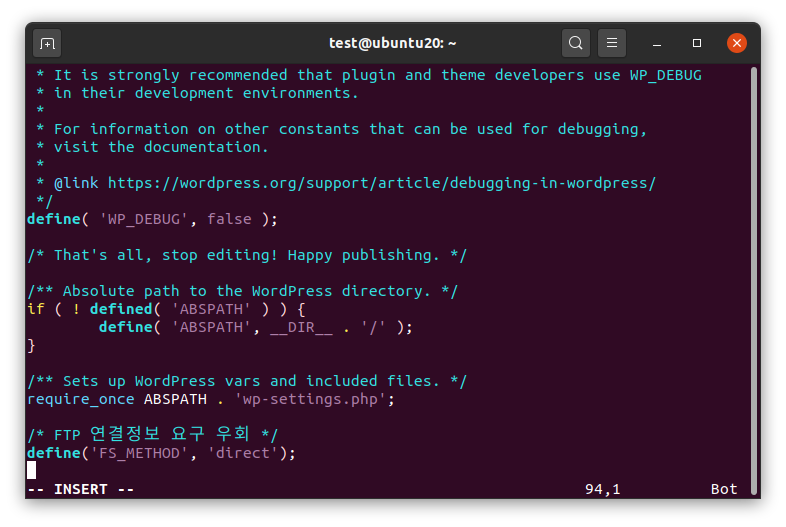 test@ubuntu20: ~
 * It is strongly recommended that plugin and theme developers use WP_DEBUG
 * in their development environments.
 *
 * For information on other constants that can be used for debugging,
 * visit the documentation.
 *
 * @link https://wordpress.org/support/article/debugging-in-wordpress/
 */
define( 'WP_DEBUG', false );

/* That's all, stop editing! Happy publishing. */

/** Absolute path to the WordPress directory. */
if ( ! defined( 'ABSPATH' ) ) {
        define( 'ABSPATH', __DIR__ . '/' );
}

/** Sets up WordPress vars and included files. */
require_once ABSPATH . 'wp-settings.php';

/* FTP 연결정보 요구 우회 */
define('FS_METHOD', 'direct');
-- INSERT -- 94,1 Bot